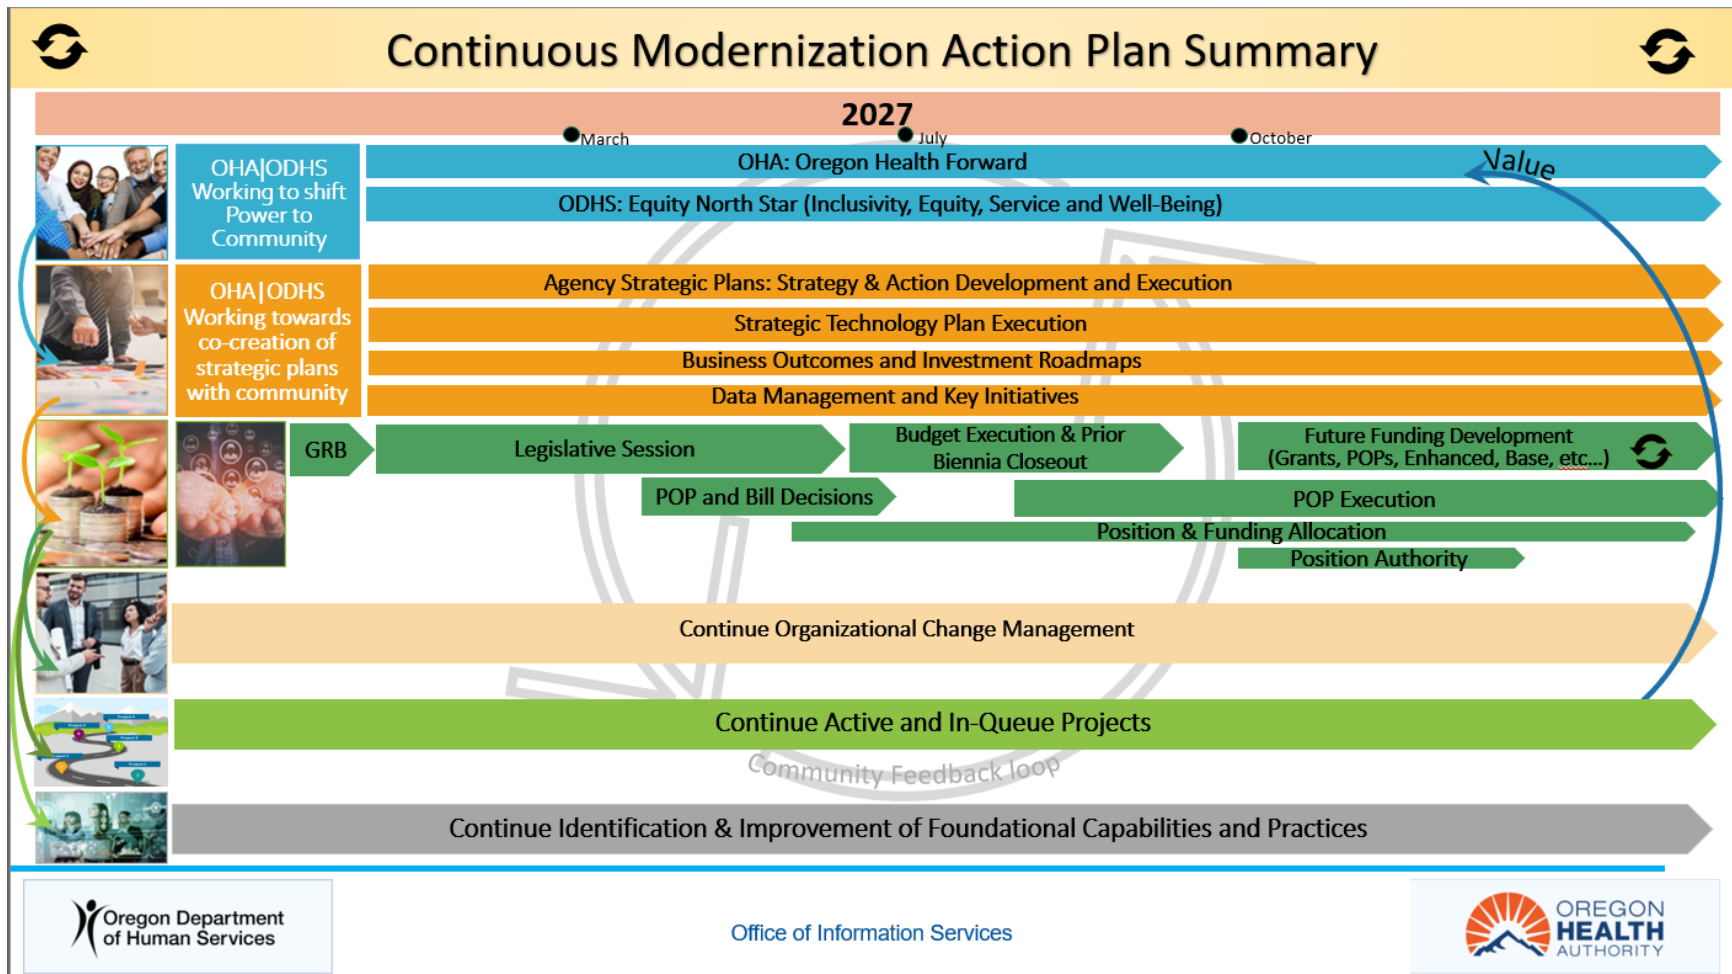 Continuous Modernization Action Plan Summary
2027
March
July
October
OHA|ODHS
Working to shift
Power to
Community
OHA: Oregon Health Forward
Value
ODHS: Equity North Star (Inclusivity, Equity, Service and Well-Being)
OHA|ODHS
Working towards
co-creation of
strategic plans
with community
Agency Strategic Plans: Strategy & Action Development and Execution
Strategic Technology Plan Execution
Business Outcomes and Investment Roadmaps
Data Management and Key Initiatives
GRB
Legislative Session
Budget Execution & Prior
Biennia Closeout
Future Funding Development
(Grants, POPs, Enhanced, Base, etc...)
POP and Bill Decisions
POP Execution
Position & Funding Allocation
Position Authority
Continue Organizational Change Management
Continue Active and In-Queue Projects
Community Feedback loop
Continue Identification & Improvement of Foundational Capabilities and Practices
Oregon Department
of Human Services
Office of Information Services
OREGON
HEALTH
AUTHORITY